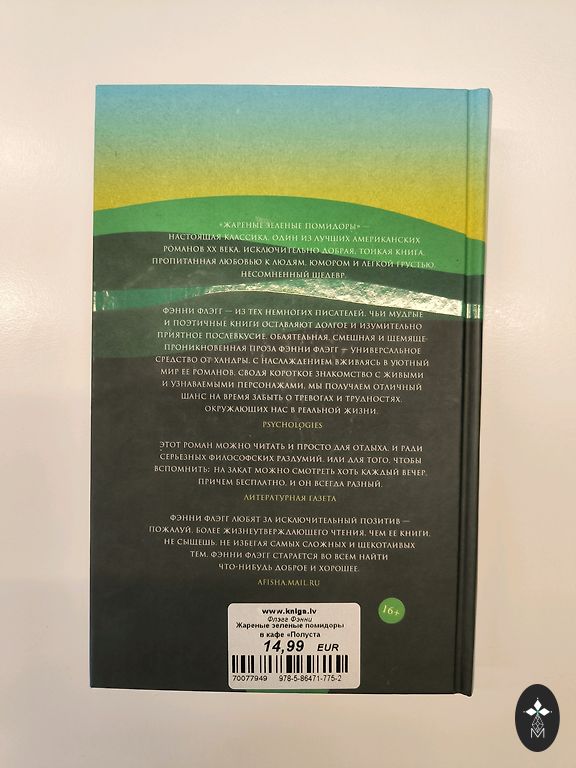 «ЖАРЕНЫЕ ЗЕЛЕНЫЕ ПОМИДОРЫ» —
НАСТОЯЩАЯ КЛАССИКА, ОДИН ИЗ ЛУЧШИХ АМЕРИКАНСКИХ
РОМАНОВ XX ВЕКА, ИСКЛЮЧИТЕЛЬНО ДОБРАЯ, ТОНКАЯ КНИГА,
ПРОПИТАННАЯ ЛЮБОВЬЮ К ЛЮДЯМ, ЮМОРОМ И ЛЕГКОЙ ГРУСТЬЮ.
НЕСОМНЕННЫЙ ШЕДЕВР.
ФЭННИ ФЛЭГГ — ИЗ ТЕХ НЕМНОГИХ ПИСАТЕЛЕЙ, ЧЬИ МУДРЫЕ
И ПОЭТИЧНЫЕ КНИГИ ОСТАВЛЯЮТ ДОЛГОЕ И ИЗУМИТЕЛЬНО
ПРИЯТНОЕ ПОСЛЕВКУСИЕ. ОБАЯТЕЛЬНАЯ, СМЕШНАЯ И ЩЕМЯЩЕ-
ПРОНИКНОВЕННАЯ ПРОЗА ФЭННИ ФЛЭГГ — УНИВЕРСАЛЬНОЕ
СРЕДСТВО ОТ ХАНДРЫ. С НАСЛАЖДЕНИЕМ ВЖИВАЯСЬ В УЮТНЫЙ
МИР ЕЕ РОМАНОВ, СВОДЯ КОРОТКОЕ ЗНАКОМСТВО С ЖИВЫМИ
И УЗНАВАЕМЫМИ ПЕРСОНАЖАМИ, МЫ ПОЛУЧАЕМ ОТЛИЧНЫЙ
ШАНС НА ВРЕМЯ ЗАБЫТЬ О ТРЕВОГАХ И ТРУДНОСТЯХ,
ОКРУЖАЮЩИХ НАС В РЕАЛЬНОЙ ЖИЗНИ.
PSYCHOLOGIES
ЭТОТ РОМАН МОЖНО ЧИТАТЬ И ПРОСТО ДЛЯ ОТДЫХА, И РАДИ
СЕРЬЕЗНЫХ ФИЛОСОФСКИХ РАЗДУМИЙ, ИЛИ ДЛЯ ТОГО, ЧТОБЫ
ВСПОМНИТЬ: НА ЗАКАТ МОЖНО СМОТРЕТЬ ХОТЬ КАЖДЫЙ ВЕЧЕР,
ПРИЧЕМ БЕСПЛАТНО, И ОН ВСЕГДА РАЗНЫЙ.
ЛИТЕРАТУРНАЯ ГАЗЕТА
ФЭННИ ФЛЭГГ ЛЮБЯТ ЗА ИСКЛЮЧИТЕЛЬНЫЙ ПОЗИТИВ —
ПОЖАЛУЙ, БОЛЕЕ ЖИЗНЕУТВЕРЖДАЮЩЕГО ЧТЕНИЯ, ЧЕМ ЕЕ КНИГИ,
НЕ СЫЩЕШЬ. НЕ ИЗБЕГАЯ САМЫХ СЛОЖНЫХ И ЩЕКОТЛИВЫХ
ТЕМ, ФЭННИ ФЛЭГГ СТАРАЕТСЯ ВО ВСЕМ НАЙТИ
ЧТО-НИБУДЬ ДОБРОЕ И ХОРОШЕЕ.
AFISHA.MAIL.RU
16+
www.kniga.lv
Флэгг Фэнни
Жареные зеленые помидоры
в кафе «Полуста
14,99 EUR
70077949 978-5-86471-775-2
M